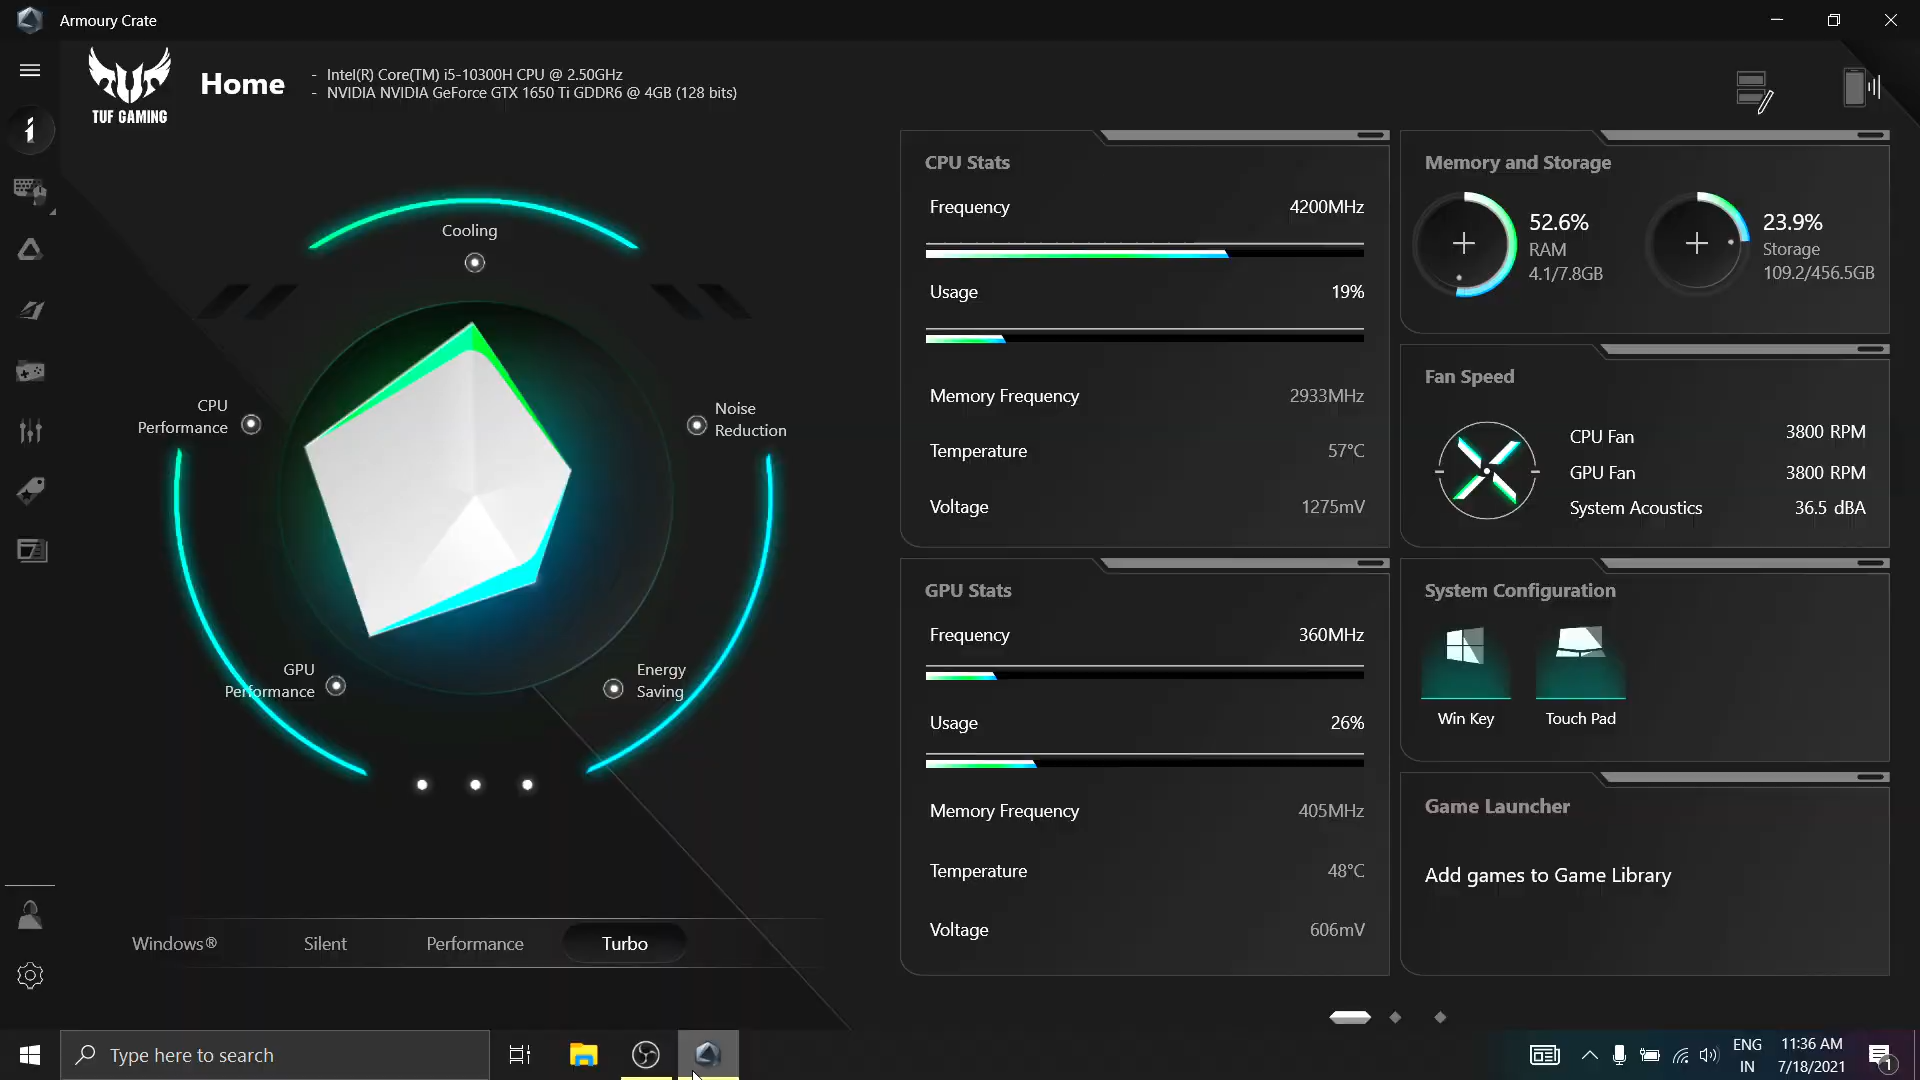 Armoury Crate
TUF GAMING
Home
- Intel(R) Core(TM) i5-10300H CPU @ 2.50GHz
- NVIDIA NVIDIA GeForce GTX 1650 Ti GDDR6 @ 4GB (128 bits)
Cooling
CPU
Performance
Noise
Reduction
GPU
Performance
Energy
Saving
Windows® Silent Performance Turbo
CPU Stats
Frequency 4200MHz
Usage 19%
Memory Frequency 2933MHz
Temperature 57°C
Voltage 1275mV
GPU Stats
Frequency 360MHz
Usage 26%
Memory Frequency 405MHz
Temperature 48°C
Voltage 606mV
Memory and Storage
52.6%
RAM
4.1/7.8GB
23.9%
Storage
109.2/456.5GB
Fan Speed
CPU Fan 3800 RPM
GPU Fan 3800 RPM
System Acoustics 36.5 dBA
System Configuration
Win Key Touch Pad
Game Launcher
Add games to Game Library
Type here to search
ENG
IN
11:36 AM
7/18/2021
1